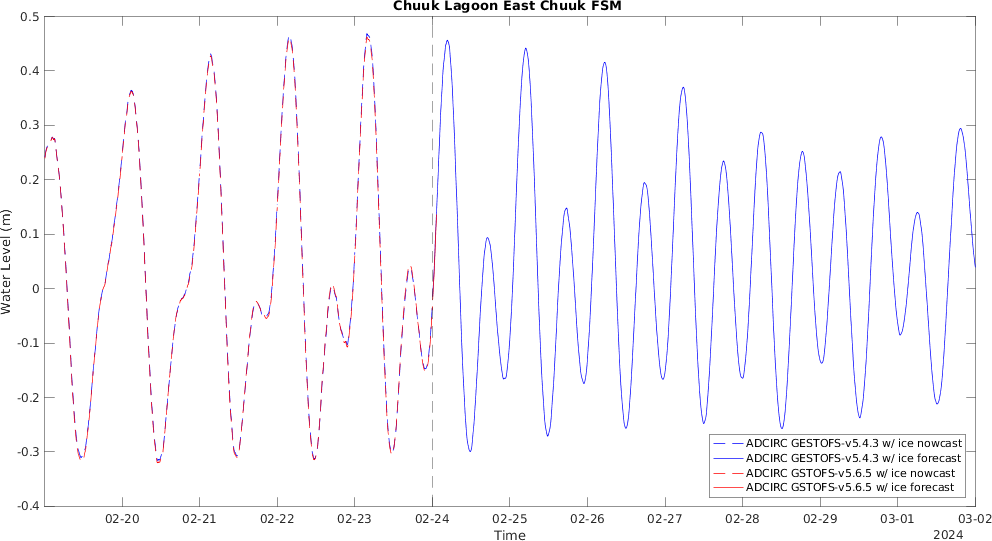 Chuuk Lagoon East Chuuk FSM
0.5
0.4
0.3
0.2
0.1
0
-0.1
-0.2
-0.3
-0.4
Water Level (m)
ADCIRC GESTOFS-v5.4.3 w/ ice nowcast
ADCIRC GESTOFS-v5.4.3 w/ ice forecast
ADCIRC GSTOFS-v5.6.5 w/ ice nowcast
ADCIRC GSTOFS-v5.6.5 w/ ice forecast
02-20 02-21 02-22 02-23 02-24 02-25 02-26 02-27 02-28 02-29 03-01 03-02
Time
2024